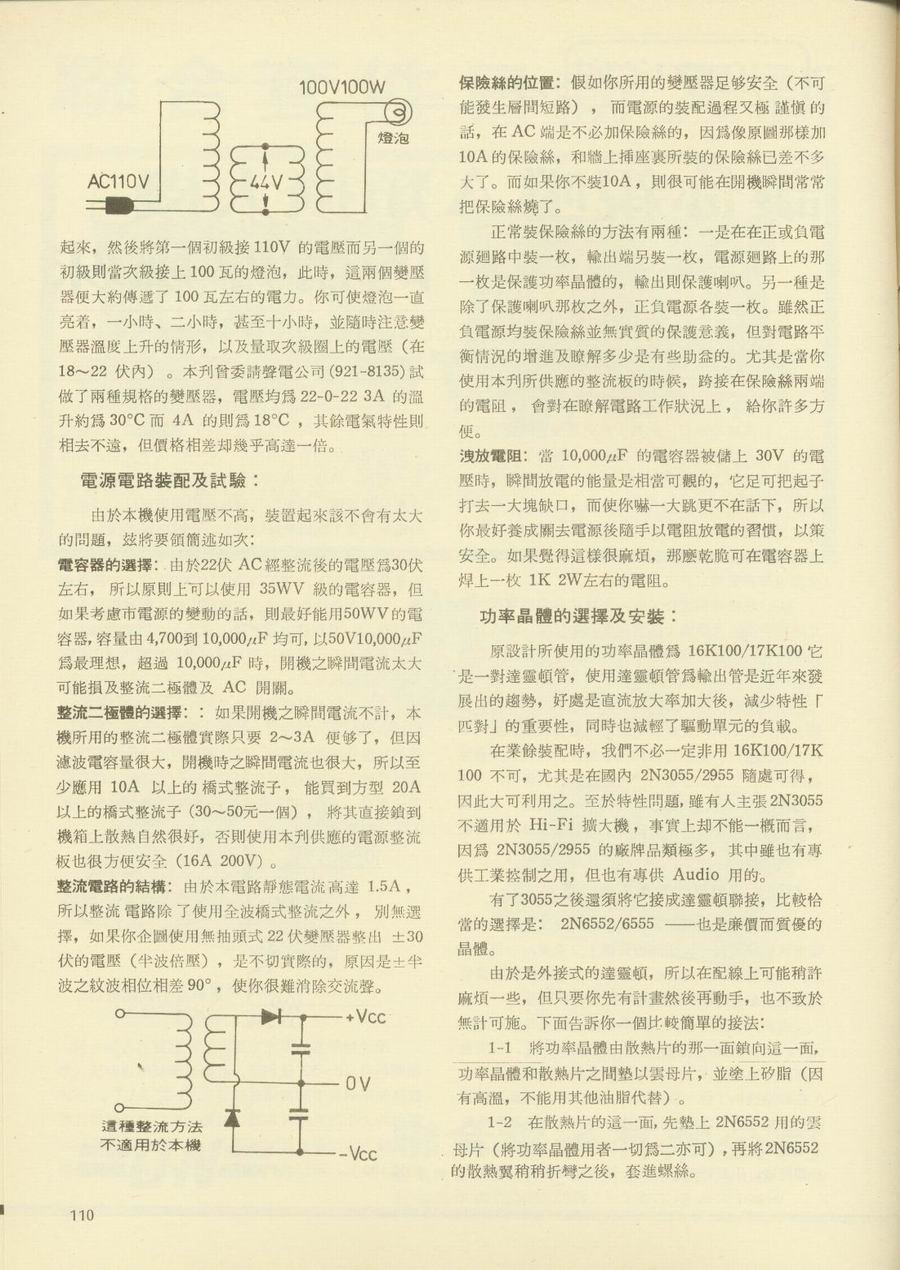 100V100W
燈泡
AC110V
44V
起來，然後將第一個初級接 110V 的電壓而另一個的
初級則當次級接上 100 瓦的燈泡，此時，這兩個變壓
器便大約傳遞了 100 瓦左右的電力。你可使燈泡一直
亮着，一小時、二小時，甚至十小時，並隨時注意變
壓器溫度上升的情形，以及量取次級圈上的電壓（在
18～22 伏內）。本刋曾委請聲電公司 (921-8135) 試
做了兩種規格的變壓器，電壓均爲 22-0-22 3A 的溫
升約爲 30°C 而 4A 的則爲 18°C ，其餘電氣特性則
相去不遠，但價格相差却幾乎高達一倍。
電源電路裝配及試驗：
由於本機使用電壓不高，裝置起來該不會有太大
的問題，玆將要領簡述如次：
電容器的選擇：由於22伏 AC 經整流後的電壓爲30伏
左右， 所以原則上可以使用 35WV 級的電容器，但
如果考慮市電源的變動的話，則最好能用50WV的電
容器，容量由 4,700到 10,000μF 均可，以50V10,000μF
爲最理想，超過 10,000μF 時，開機之瞬間電流太大
可能損及整流二極體及 AC 開關。
整流二極體的選擇：：如果開機之瞬間電流不計，本
機所用的整流二極體實際只要 2～3A 便够了，但因
濾波電容量很大，開機時之瞬間電流也很大，所以至
少應用 10A 以上的 橋式整流子， 能買到方型 20A
以上的橋式整流子 (30～50元一個) ， 將其直接鎖到
機箱上散熱自然很好，否則使用本刋供應的電源整流
板也很方便安全 (16A 200V) 。
整流電路的結構：由於本電路靜態電流高達 1.5A ，
所以整流 電路除 了使用全波橋式整流之外 ， 別無選
擇，如果你企圖使用無抽頭式 22 伏變壓器整出 ±30
伏的電壓（半波倍壓），是不切實際的，原因是±半
波之紋波相位相差 90° ，使你很難消除交流聲。
+Vcc
0V
這種整流方法
不適用於本機
-Vcc
110
保險絲的位置：假如你所用的變壓器足够安全（不可
能發生層間短路） ， 而電源的裝配過程又極 謹愼 的
話，在 AC 端是不必加保險絲的，因爲像原圖那樣加
10A 的保險絲，和牆上揷座裏所裝的保險絲已差不多
大了。而如果你不裝10A ，則很可能在開機瞬間常常
把保險絲燒了。
正常裝保險絲的方法有兩種：一是在在正或負電
源廻路中裝一枚，輸出端另裝一枚，電源廻路上的那
一枚是保護功率晶體的，輸出則保護喇叭。另一種是
除了保護喇叭那枚之外，正負電源各裝一枚。雖然正
負電源均裝保險絲並無實質的保護意義，但對電路平
衡情況的增進及瞭解多少是有些助益的。尤其是當你
使用本刋所供應的整流板的時候，跨接在保險絲兩端
的電阻 ， 會對在瞭解電路工作狀況上 ， 給你許多方
便。
洩放電阻：當 10,000μF 的電容器被儲上 30V 的電
壓時，瞬間放電的能量是相當可觀的，它足可把起子
打去一大塊缺口，而使你嚇一大跳更不在話下，所以
你最好養成關去電源後隨手以電阻放電的習慣，以策
安全。如果覺得這樣很麻煩，那麼乾脆可在電容器上
焊上一枚 1K 2W左右的電阻。
功率晶體的選擇及安裝：
原設計所使用的功率晶體爲 16K100/17K100 它
是一對達靈頓管，使用達靈頓管爲輸出管是近年來發
展出的趨勢，好處是直流放大率加大後，減少特性「
匹對」的重要性，同時也減輕了驅動單元的負載。
在業餘裝配時，我們不必一定非用 16K100/17K
100 不可，尤其是在國內 2N3055/2955 隨處可得，
因此大可利用之。至於特性問題，雖有人主張 2N3055
不適用於 Hi-Fi 擴大機，事實上却不能一槪而言，
因爲 2N3055/2955 的廠牌品類極多， 其中雖也有專
供工業控制之用，但也有專供 Audio 用的。
有了3055之後還須將它接成達靈頓聯接，比較恰
當的選擇是： 2N6552/6555 ——也是廉價而質優的
晶體。
由於是外接式的達靈頓，所以在配線上可能稍許
麻煩一些，但只要你先有計畫然後再動手，也不致於
無計可施。下面告訴你一個比較簡單的接法：
1-1 將功率晶體由散熱片的那一面鎖向這一面，
功率晶體和散熱片之間墊以雲母片，並塗上矽脂（因
有高溫，不能用其他油脂代替）。
1-2 在散熱片的這一面，先墊上 2N6552 用的雲
母片（將功率晶體用者一切爲二亦可），再將2N6552
的散熱翼稍稍折彎之後，套進螺絲。